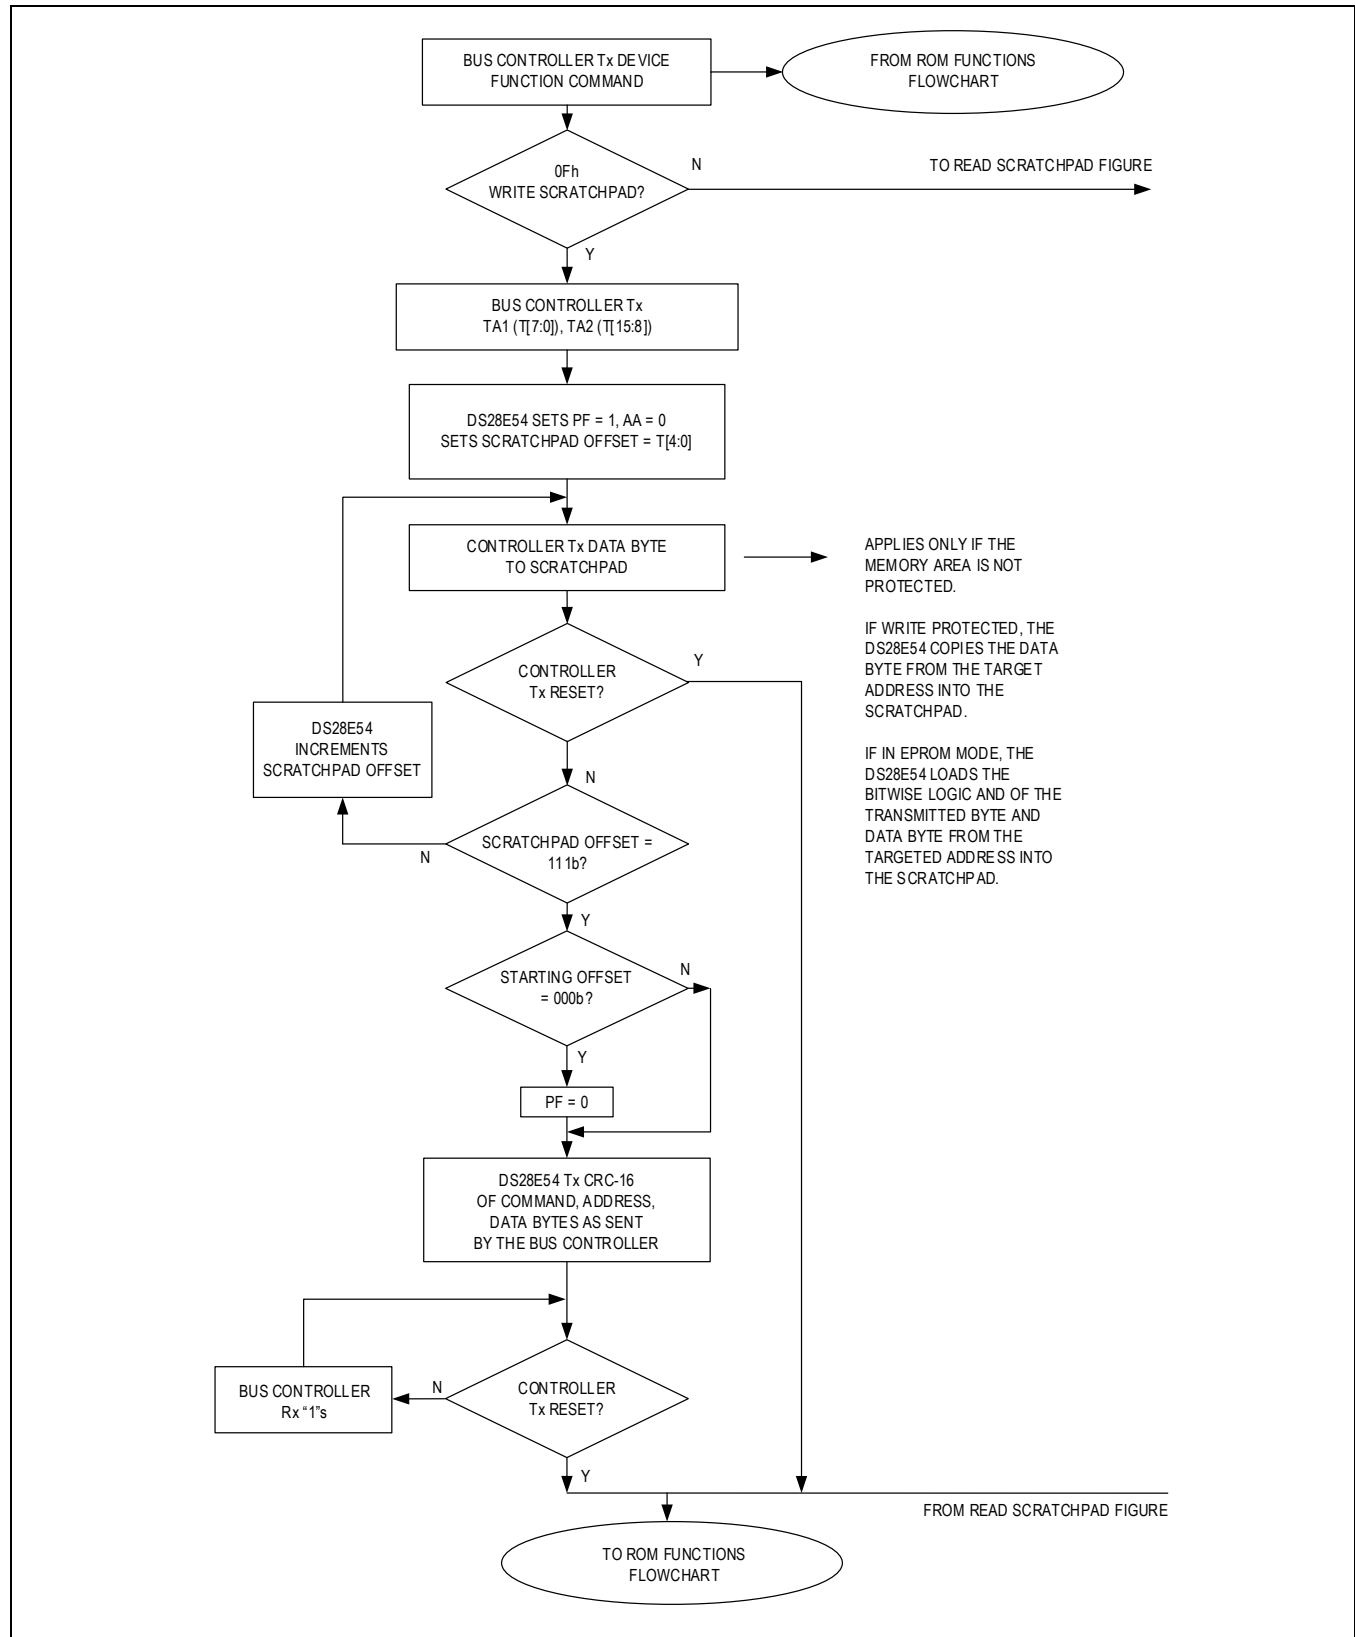 BUS CONTROLLER Tx DEVICE
FUNCTION COMMAND
FROM ROM FUNCTIONS
FLOWCHART
0Fh
WRITE SCRATCHPAD?
N
TO READ SCRATCHPAD FIGURE
Y
BUS CONTROLLER Tx
TA1 (T[7:0]), TA2 (T[15:8])
DS28E54 SETS PF = 1, AA = 0
SETS SCRATCHPAD OFFSET = T[4:0]
CONTROLLER Tx DATA BYTE
TO SCRATCHPAD
APPLIES ONLY IF THE
MEMORY AREA IS NOT
PROTECTED.
IF WRITE PROTECTED, THE
DS28E54 COPIES THE DATA
BYTE FROM THE TARGET
ADDRESS INTO THE
SCRATCHPAD.
IF IN EPROM MODE, THE
DS28E54 LOADS THE
BITWISE LOGIC AND OF THE
TRANSMITTED BYTE AND
DATA BYTE FROM THE
TARGETED ADDRESS INTO
THE SCRATCHPAD.
CONTROLLER
Tx RESET?
Y
N
DS28E54
INCREMENTS
SCRATCHPAD OFFSET
SCRATCHPAD OFFSET =
111b?
N
Y
STARTING OFFSET
= 000b?
N
Y
PF = 0
DS28E54 Tx CRC-16
OF COMMAND, ADDRESS,
DATA BYTES AS SENT
BY THE BUS CONTROLLER
BUS CONTROLLER
Rx “1”s
N
CONTROLLER
Tx RESET?
Y
FROM READ SCRATCHPAD FIGURE
TO ROM FUNCTIONS
FLOWCHART